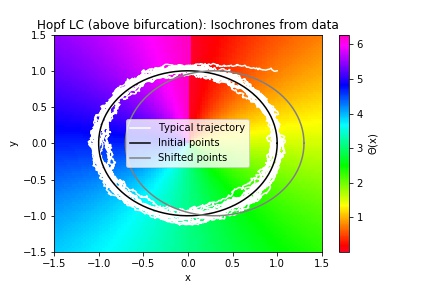 Hopf LC (above bifurcation): Isochrones from data
1.5
1.0
0.5
0.0
−0.5
−1.0
−1.5
y
Typical trajectory
Initial points
Shifted points
−1.5 −1.0 −0.5 0.0 0.5 1.0 1.5
x
6
5
4
3
2
1
Θ(x)